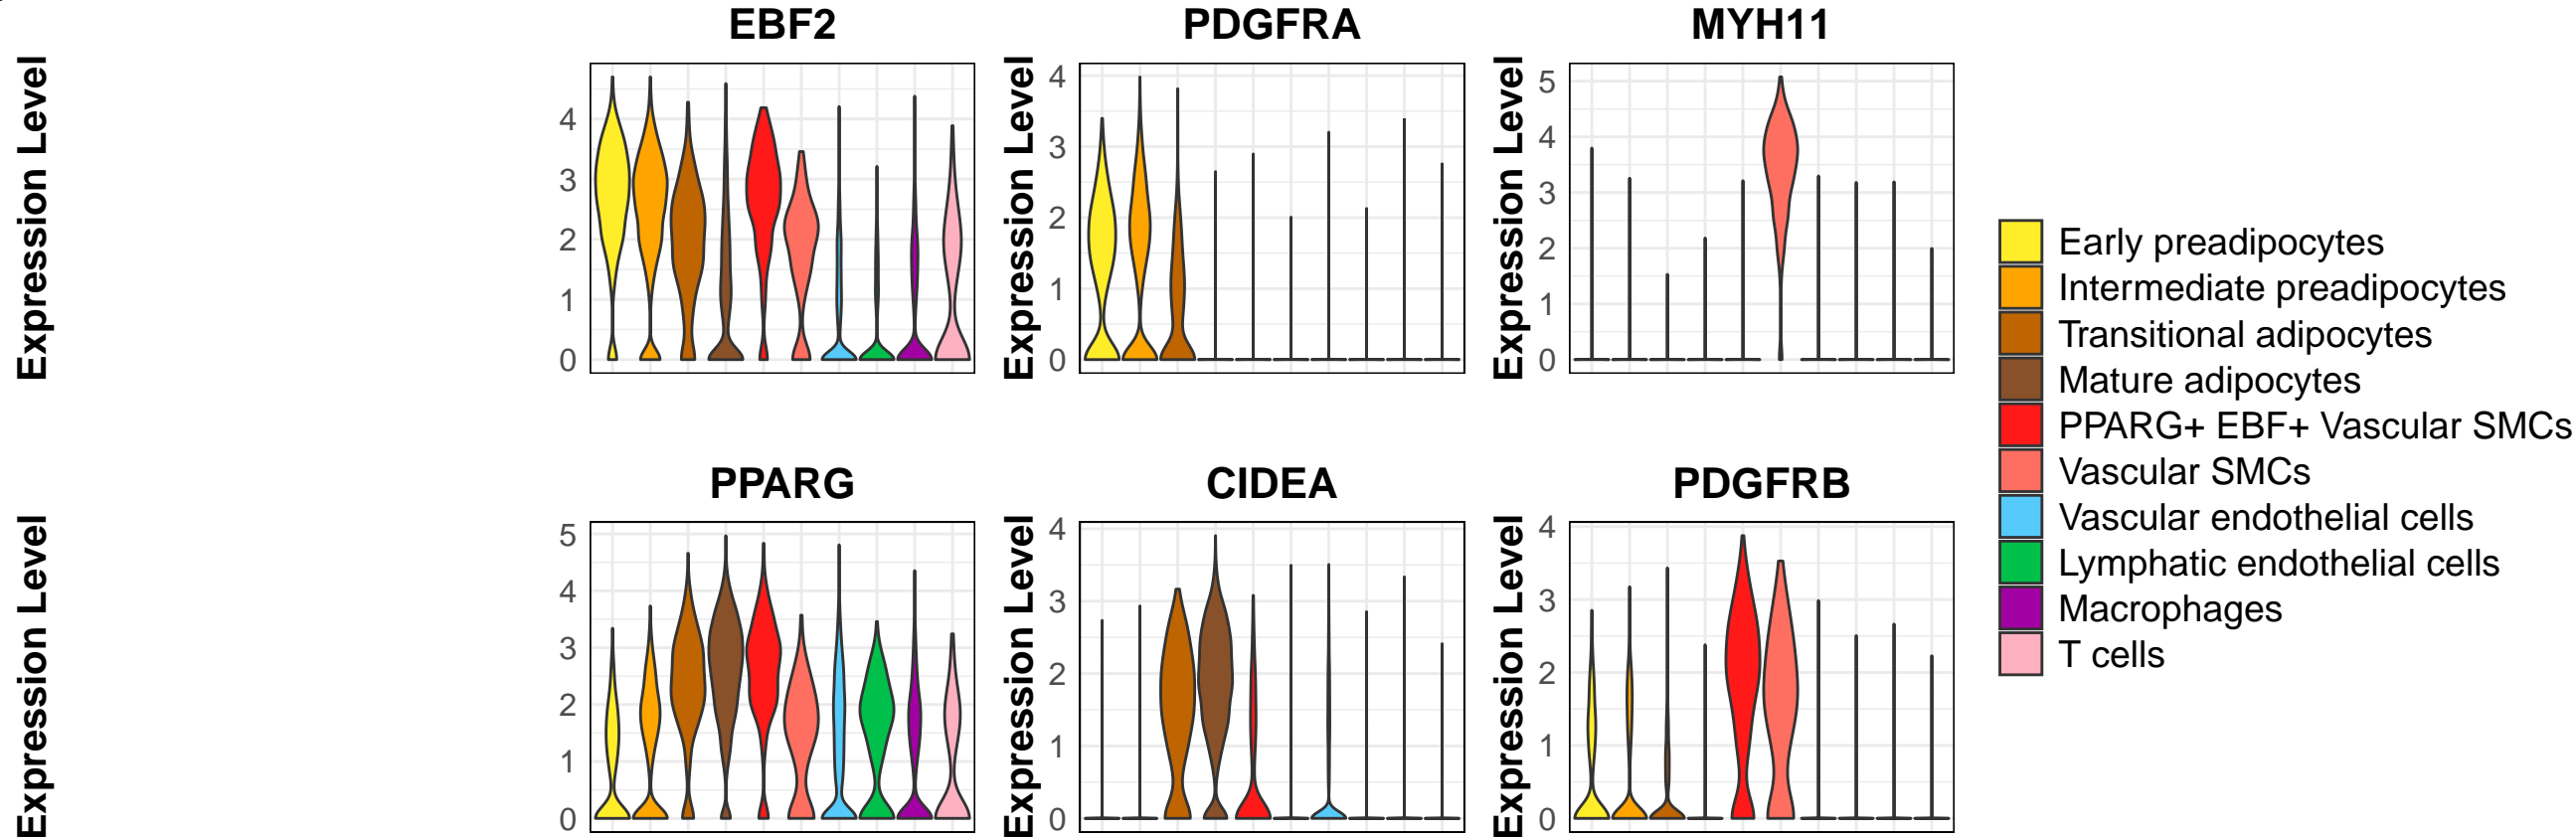 EBF2
PDGFRA
MYH11
Expression Level
4
3
2
1
0
Expression Level
4
3
2
1
0
Expression Level
5
4
3
2
1
0
PPARG
CIDEA
PDGFRB
Expression Level
5
4
3
2
1
0
Expression Level
4
3
2
1
0
Expression Level
4
3
2
1
0
Early preadipocytes
Intermediate preadipocytes
Transitional adipocytes
Mature adipocytes
PPARG+ EBF+ Vascular SMCs
Vascular SMCs
Vascular endothelial cells
Lymphatic endothelial cells
Macrophages
T cells